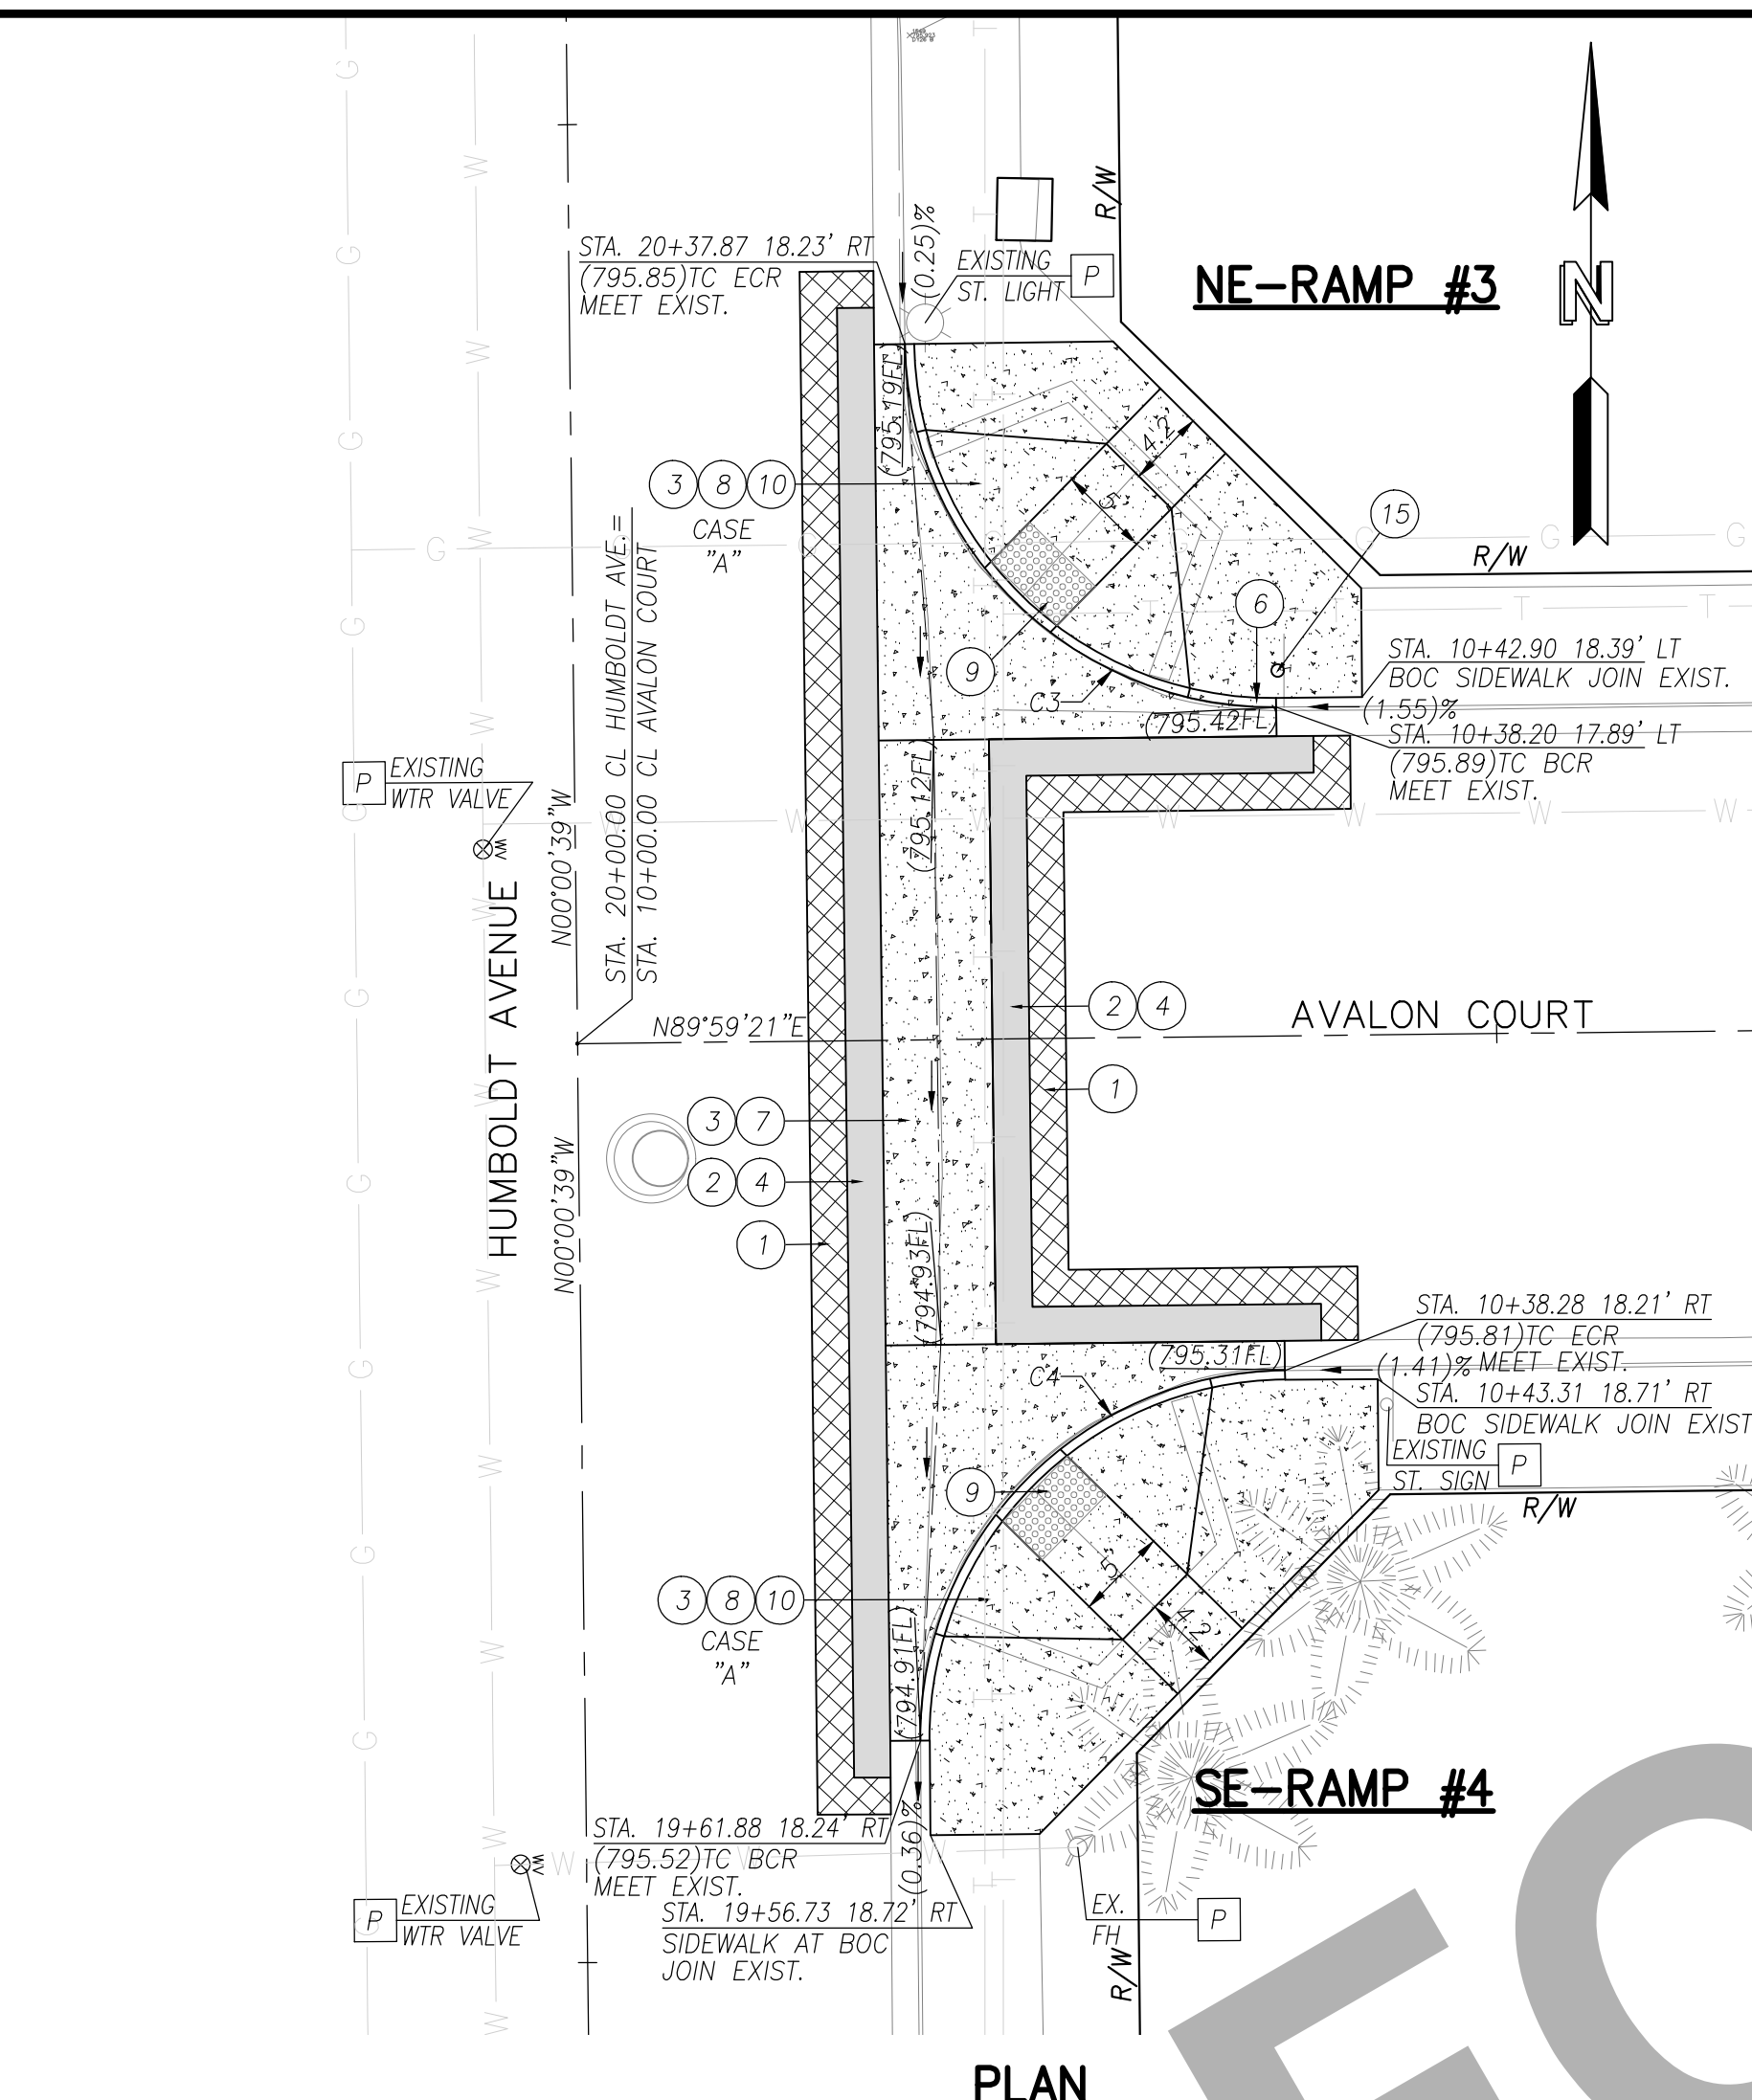 STA. 20+37.87 18.23' RT
(795.85)TC ECR
MEET EXIST.
(0.25)%
EXISTING
ST. LIGHT
P
R/W
NE-RAMP #3
N
(795.19FL)
4.2'
5'
3 8 10
CASE
"A"
15
R/W
6
9
C3
(795.42FL)
STA. 10+42.90 18.39' LT
BOC SIDEWALK JOIN EXIST.
(1.55)%
STA. 10+38.20 17.89' LT
(795.89)TC BCR
MEET EXIST.
STA. 20+00.00 CL HUMBOLDT AVE.=
STA. 10+00.00 CL AVALON COURT
P
EXISTING
WTR VALVE
WV
N00°00'39"W
(795.12FL)
HUMBOLDT AVENUE
N89°59'21"E
2 4
AVALON COURT
1
3 7
2 4
1
N00°00'39"W
(794.93FL)
STA. 10+38.28 18.21' RT
(795.81)TC ECR
(1.41)% MEET EXIST.
(795.31FL)
C4
STA. 10+43.31 18.71' RT
BOC SIDEWALK JOIN EXIST
EXISTING
ST. SIGN
P
R/W
9
5'
4.2'
3 8 10
CASE
"A"
(794.91FL)
SE-RAMP #4
STA. 19+61.88 18.24' RT
(795.52)TC BCR
MEET EXIST.
(0.36)%
STA. 19+56.73 18.72' RT
SIDEWALK AT BOC
JOIN EXIST.
WV
P
EXISTING
WTR VALVE
EX.
FH
P
R/W
PLAN